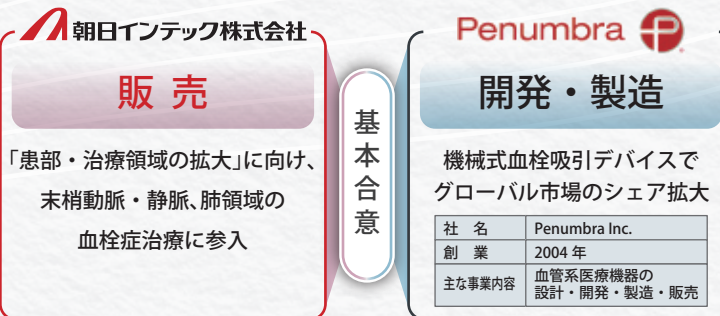 朝日インテック株式会社
販売
「患部・治療領域の拡大」に向け、
末梢動脈・静脈、肺領域の
血栓症治療に参入
基本合意
Penumbra P
開発・製造
機械式血栓吸引デバイスで
グローバル市場のシェア拡大
社 名 Penumbra Inc.
創 業 2004 年
主な事業内容 血管系医療機器の
設計・開発・製造・販売